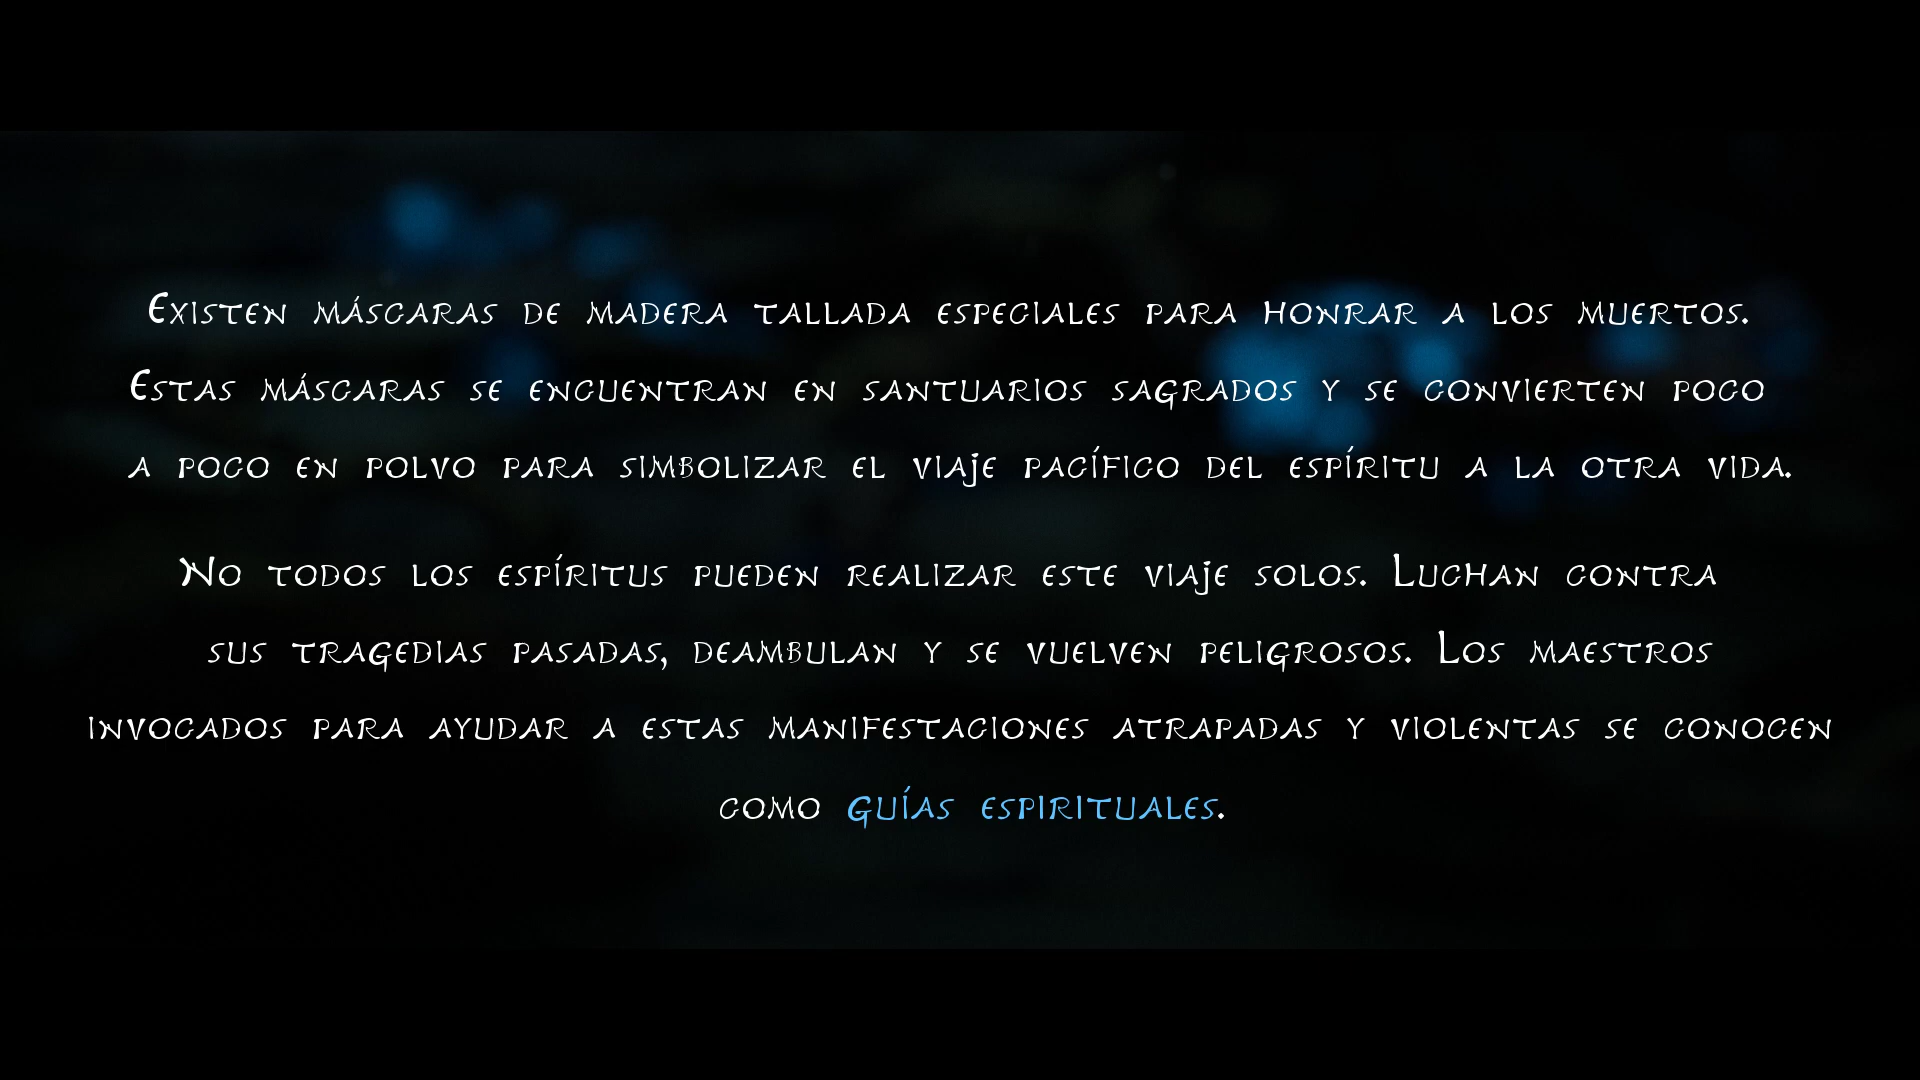 Existen máscaras de madera tallada especiales para honrar a los muertos.
Estas máscaras se encuentran en santuarios sagrados y se convierten poco
a poco en polvo para simbolizar el viaje pacífico del espíritu a la otra vida.
No todos los espíritus pueden realizar este viaje solos. Luchan contra
sus tragedias pasadas, deambulan y se vuelven peligrosos. Los maestros
invocados para ayudar a estas manifestaciones atrapadas y violentas se conocen
como guías espirituales.